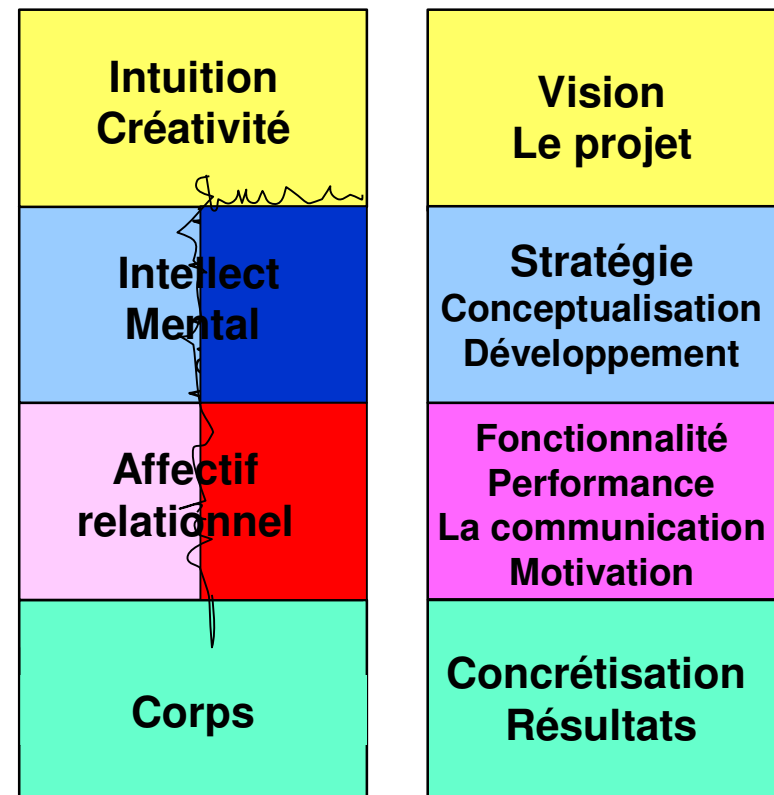 Intuition
Créativité
Intellect
Mental
Affectif
relationnel
Corps
Vision
Le projet
Stratégie
Conceptualisation
Développement
Fonctionnalité
Performance
La communication
Motivation
Concrétisation
Résultats